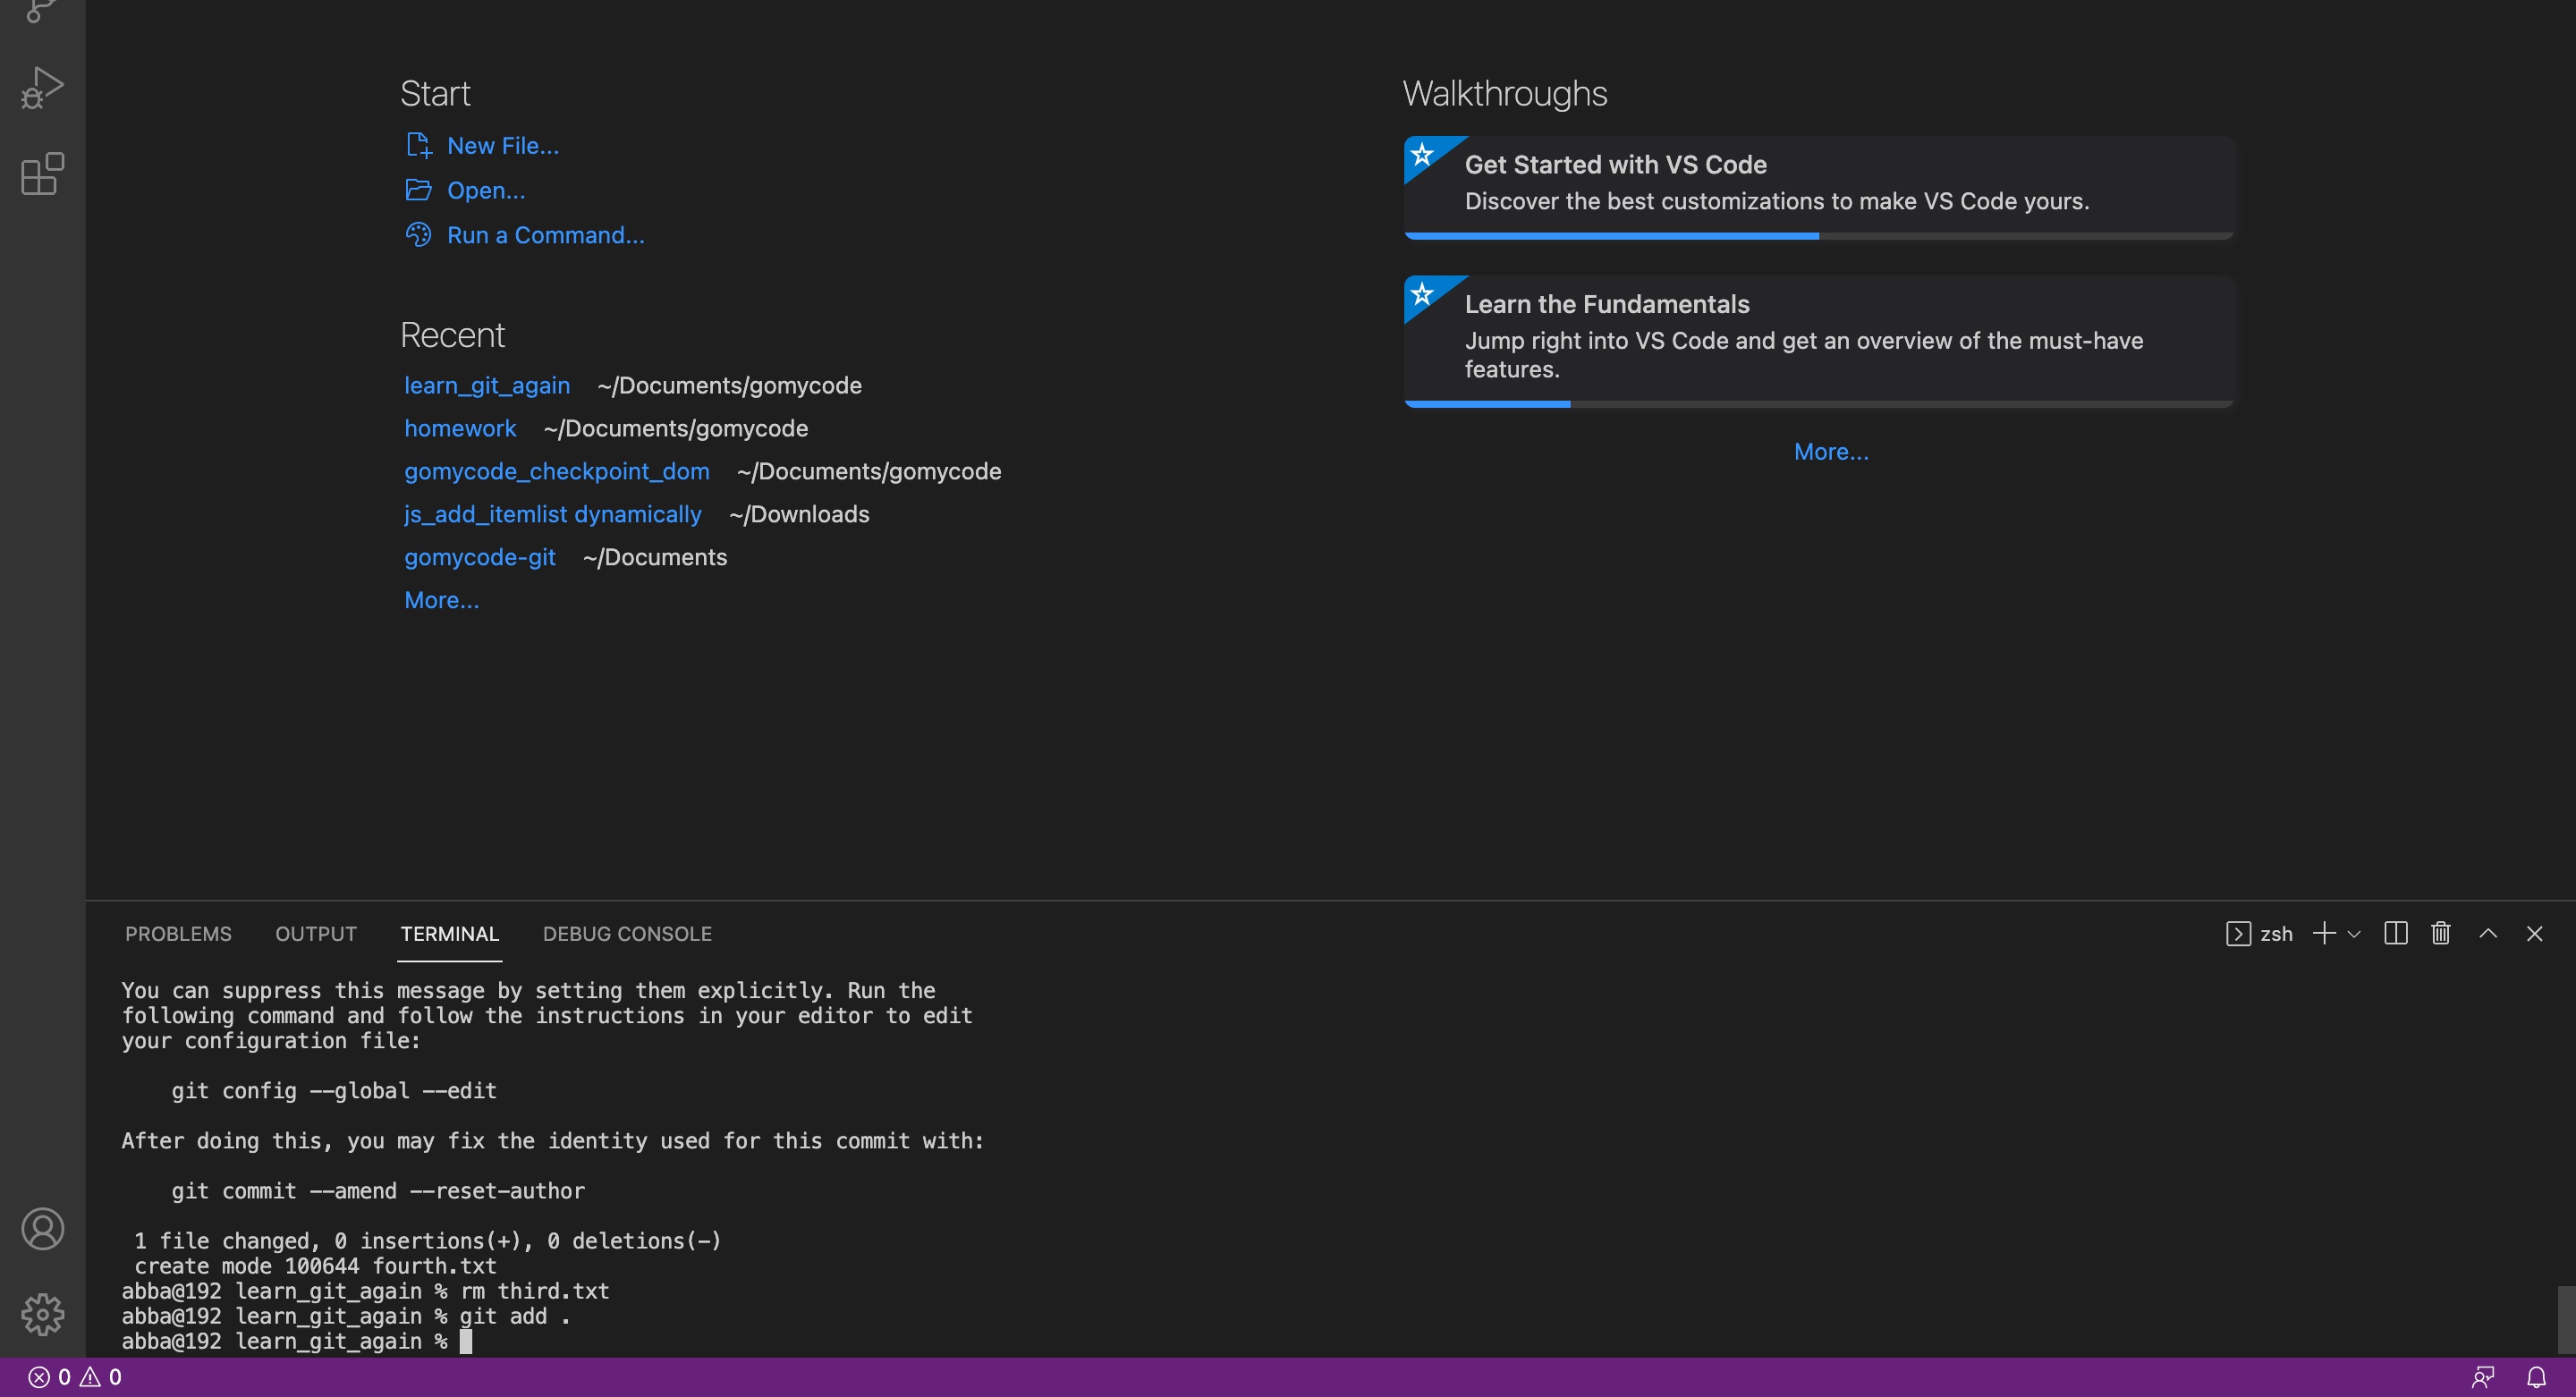 Start
New File...
Open...
Run a Command...
Recent
learn_git_again ~/Documents/gomycode
homework ~/Documents/gomycode
gomycode_checkpoint_dom ~/Documents/gomycode
js_add_itemlist dynamically ~/Downloads
gomycode-git ~/Documents
More...
Walkthroughs
Get Started with VS Code
Discover the best customizations to make VS Code yours.
Learn the Fundamentals
Jump right into VS Code and get an overview of the must-have
features.
More...
PROBLEMS OUTPUT TERMINAL DEBUG CONSOLE zsh
You can suppress this message by setting them explicitly. Run the
following command and follow the instructions in your editor to edit
your configuration file:
git config --global --edit
After doing this, you may fix the identity used for this commit with:
git commit --amend --reset-author
1 file changed, 0 insertions(+), 0 deletions(-)
create mode 100644 fourth.txt
abba@192 learn_git_again % rm third.txt
abba@192 learn_git_again % git add .
abba@192 learn_git_again %
0 0